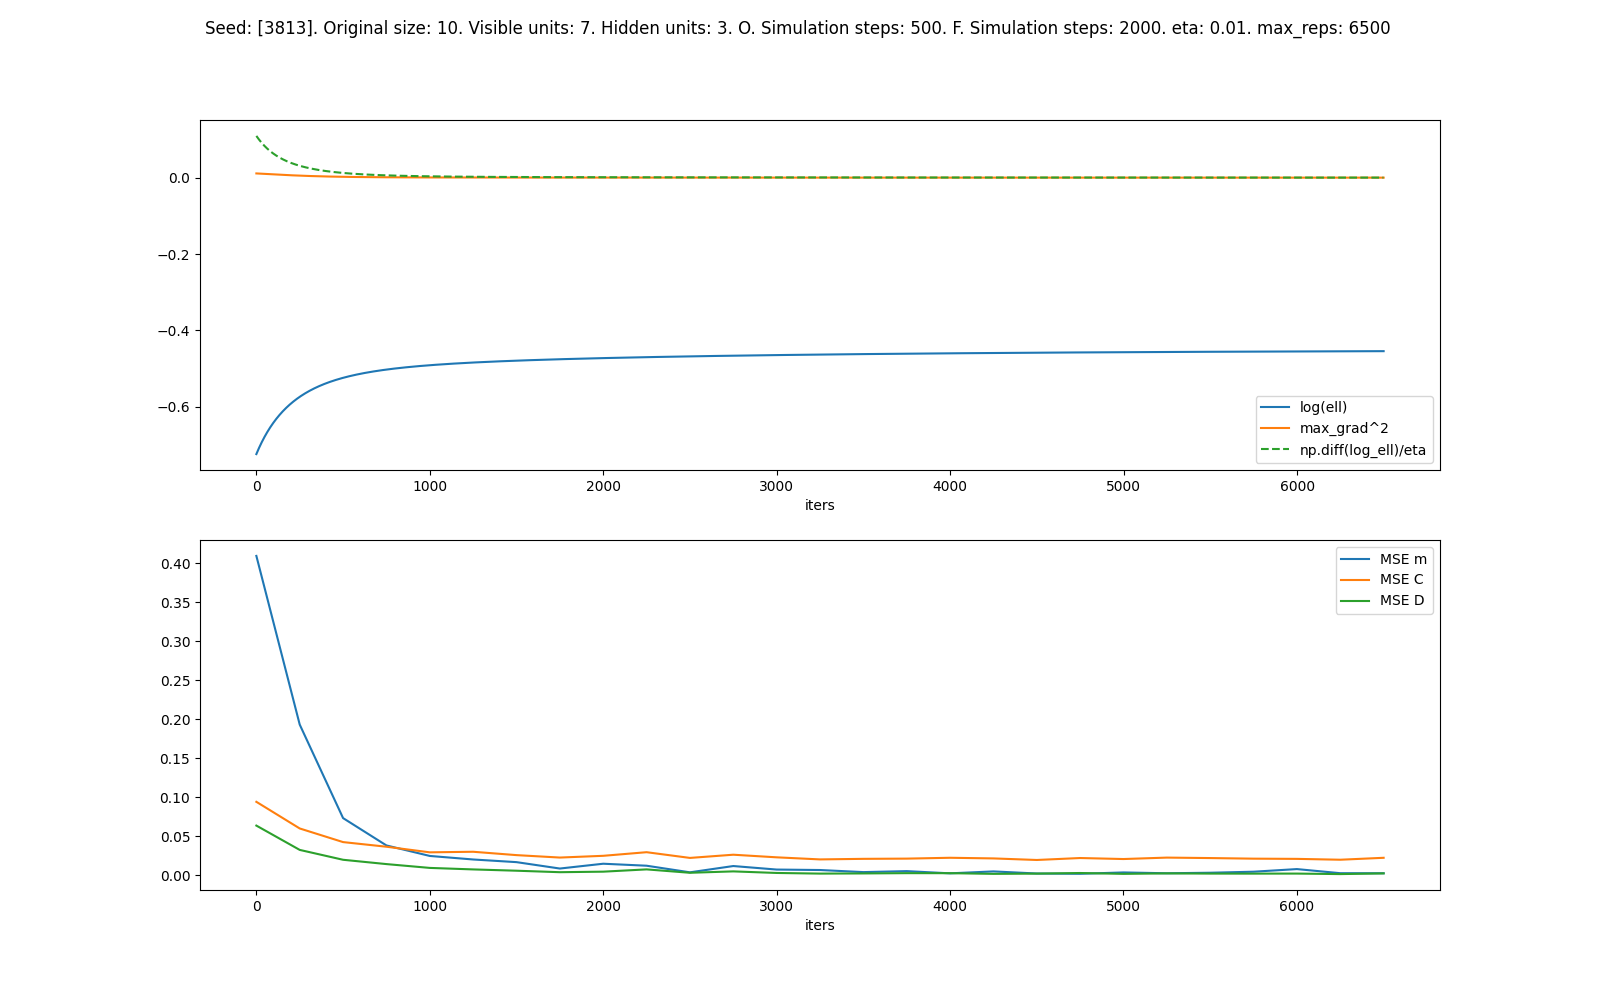 Seed: [3813]. Original size: 10. Visible units: 7. Hidden units: 3. O. Simulation steps: 500. F. Simulation steps: 2000. eta: 0.01. max_reps: 6500
0.0
−0.2
−0.4
−0.6
log(ell)
max_grad^2
np.diff(log_ell)/eta
0 1000 2000 3000 4000 5000 6000
iters
0.40
0.35
0.30
0.25
0.20
0.15
0.10
0.05
0.00
MSE m
MSE C
MSE D
0 1000 2000 3000 4000 5000 6000
iters